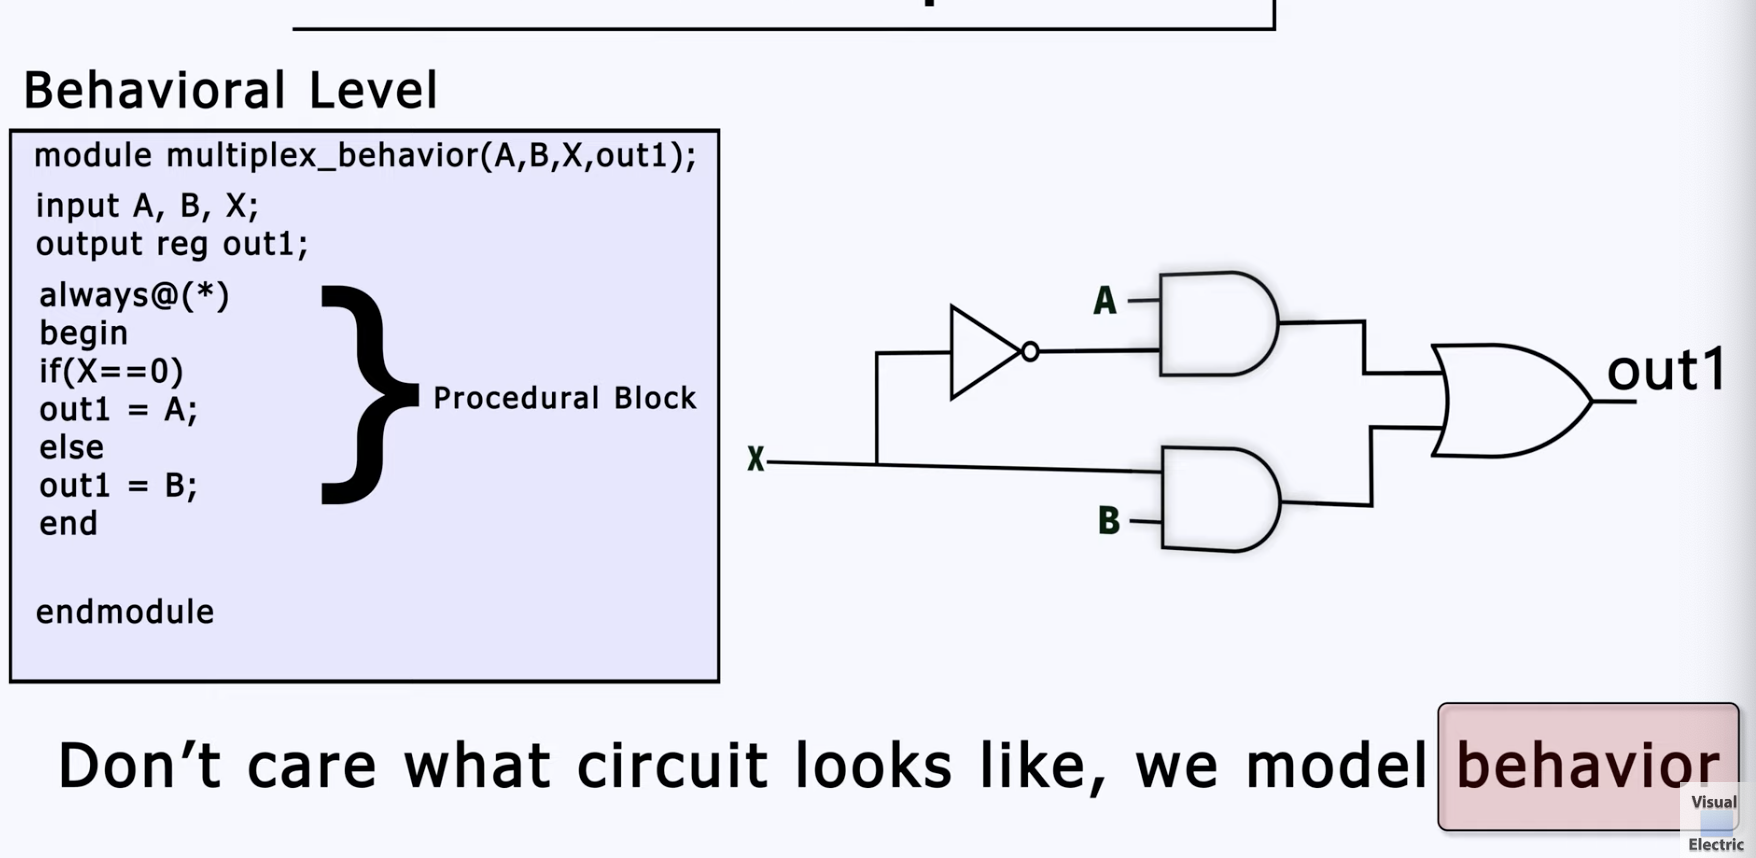 Behavioral Level
module multiplex_behavior(A,B,X,out1);
input A, B, X;
output reg out1;
always@(*)
begin
if(X==0)
out1 = A;
else
out1 = B;
end
endmodule
Procedural Block
A
X
B
out1
Don’t care what circuit looks like, we model behavior
Visual
Electric